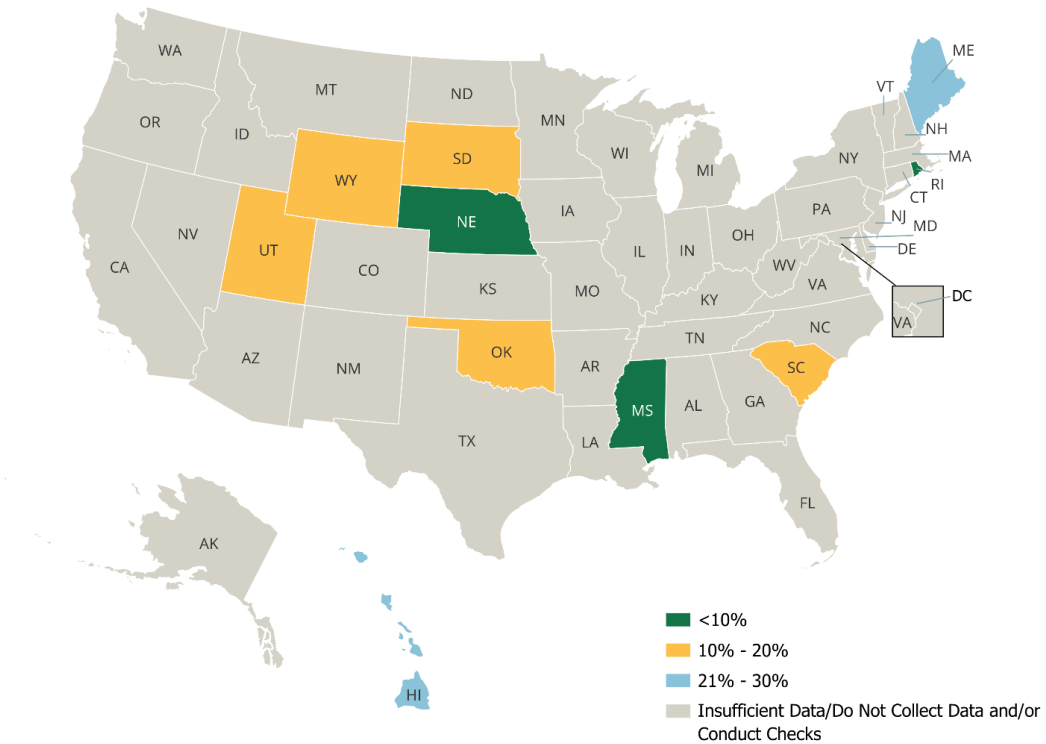 WA
MT
ND
MN
ME
VT
OR
ID
SD
WI
MI
NY
NH
MA
WY
RI
CT
NE
IA
PA
NJ
MD
NV
UT
IL
IN
OH
DE
CA
CO
KS
MO
WV
VA
KY
DC
VA
AZ
NM
OK
AR
TN
NC
SC
TX
LA
MS
AL
GA
FL
AK
HI
<10%
10% - 20%
21% - 30%
Insufficient Data/Do Not Collect Data and/or
Conduct Checks